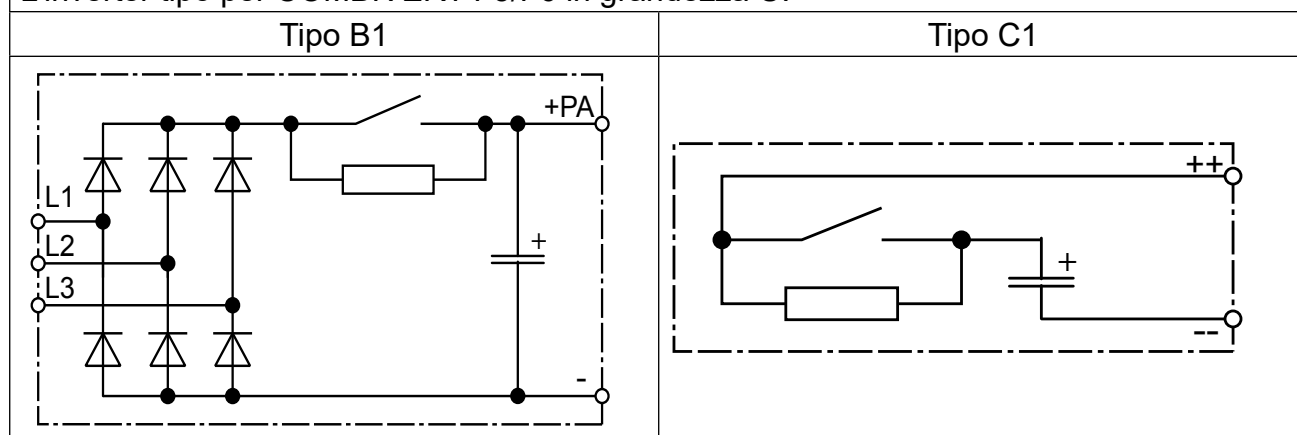 Tipo B1
Tipo C1
+PA
L1
L2
L3
+
-
++
+
--